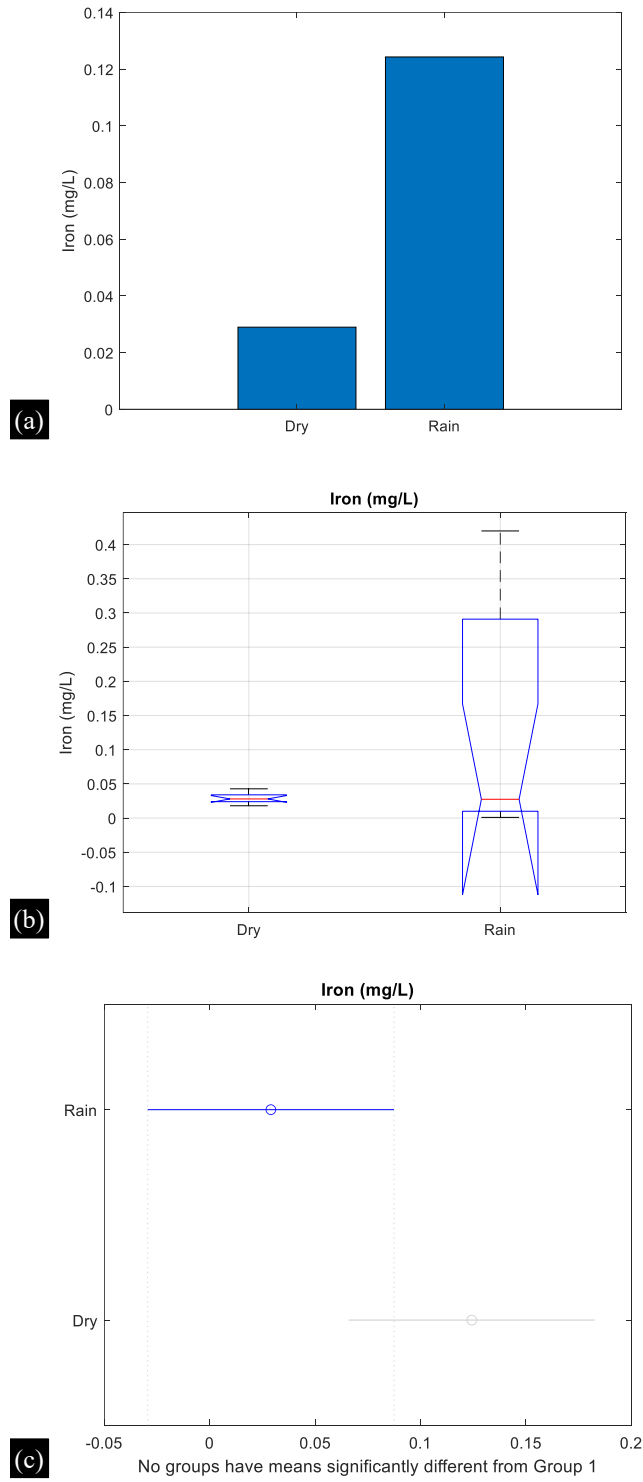 0.14
0.12
0.1
0.08
0.06
0.04
0.02
0
Iron (mg/L)
Dry Rain
(a)
Iron (mg/L)
0.4
0.35
0.3
0.25
0.2
0.15
0.1
0.05
0
-0.05
-0.1
Iron (mg/L)
Dry Rain
(b)
Iron (mg/L)
Rain
Dry
-0.05 0 0.05 0.1 0.15 0.2
No groups have means significantly different from Group 1
(c)